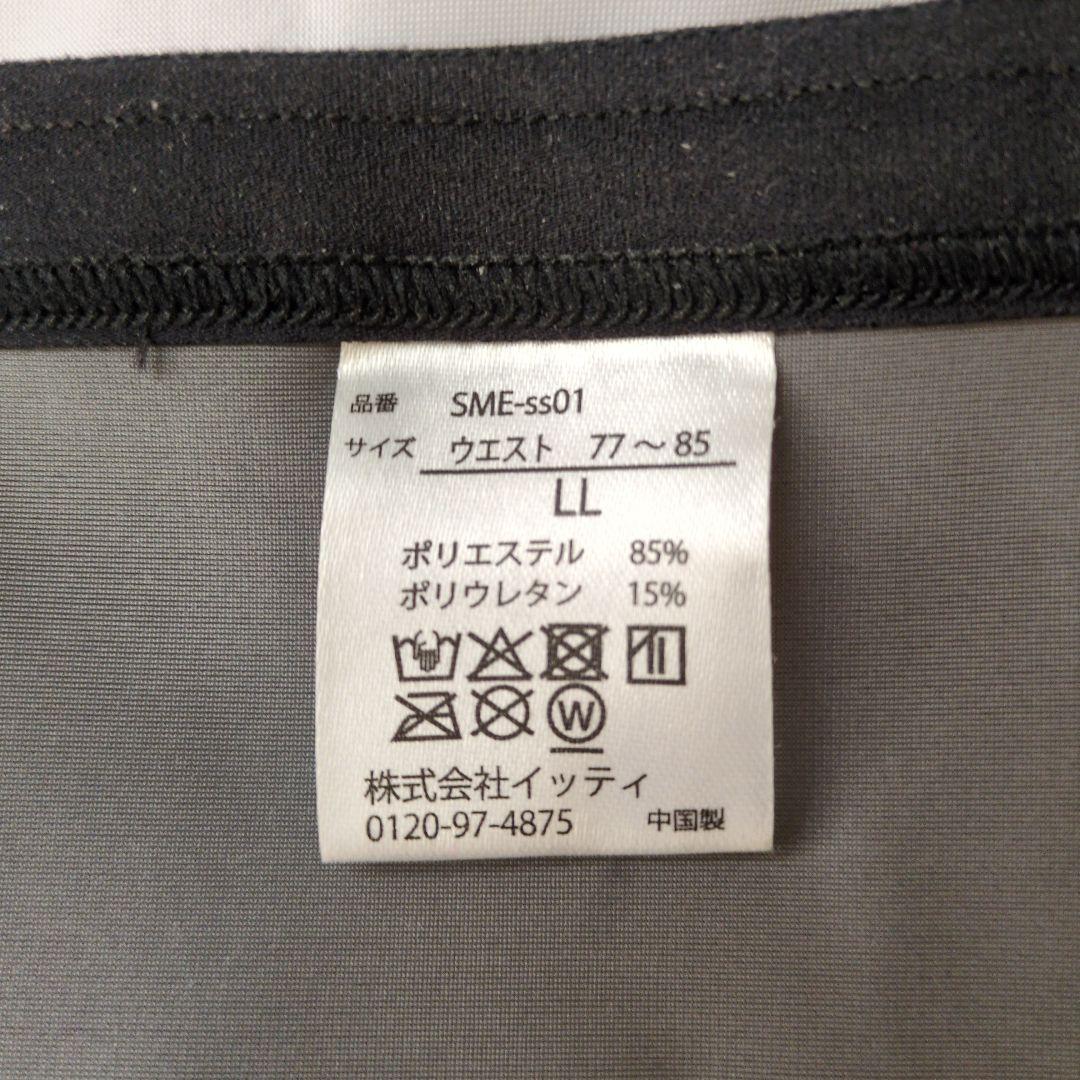 品番 SME-ss01
サイズ ウエスト 77～85
LL
ポリエステル 85%
ポリウレタン 15%
W
株式会社イッティ
0120-97-4875 中国製